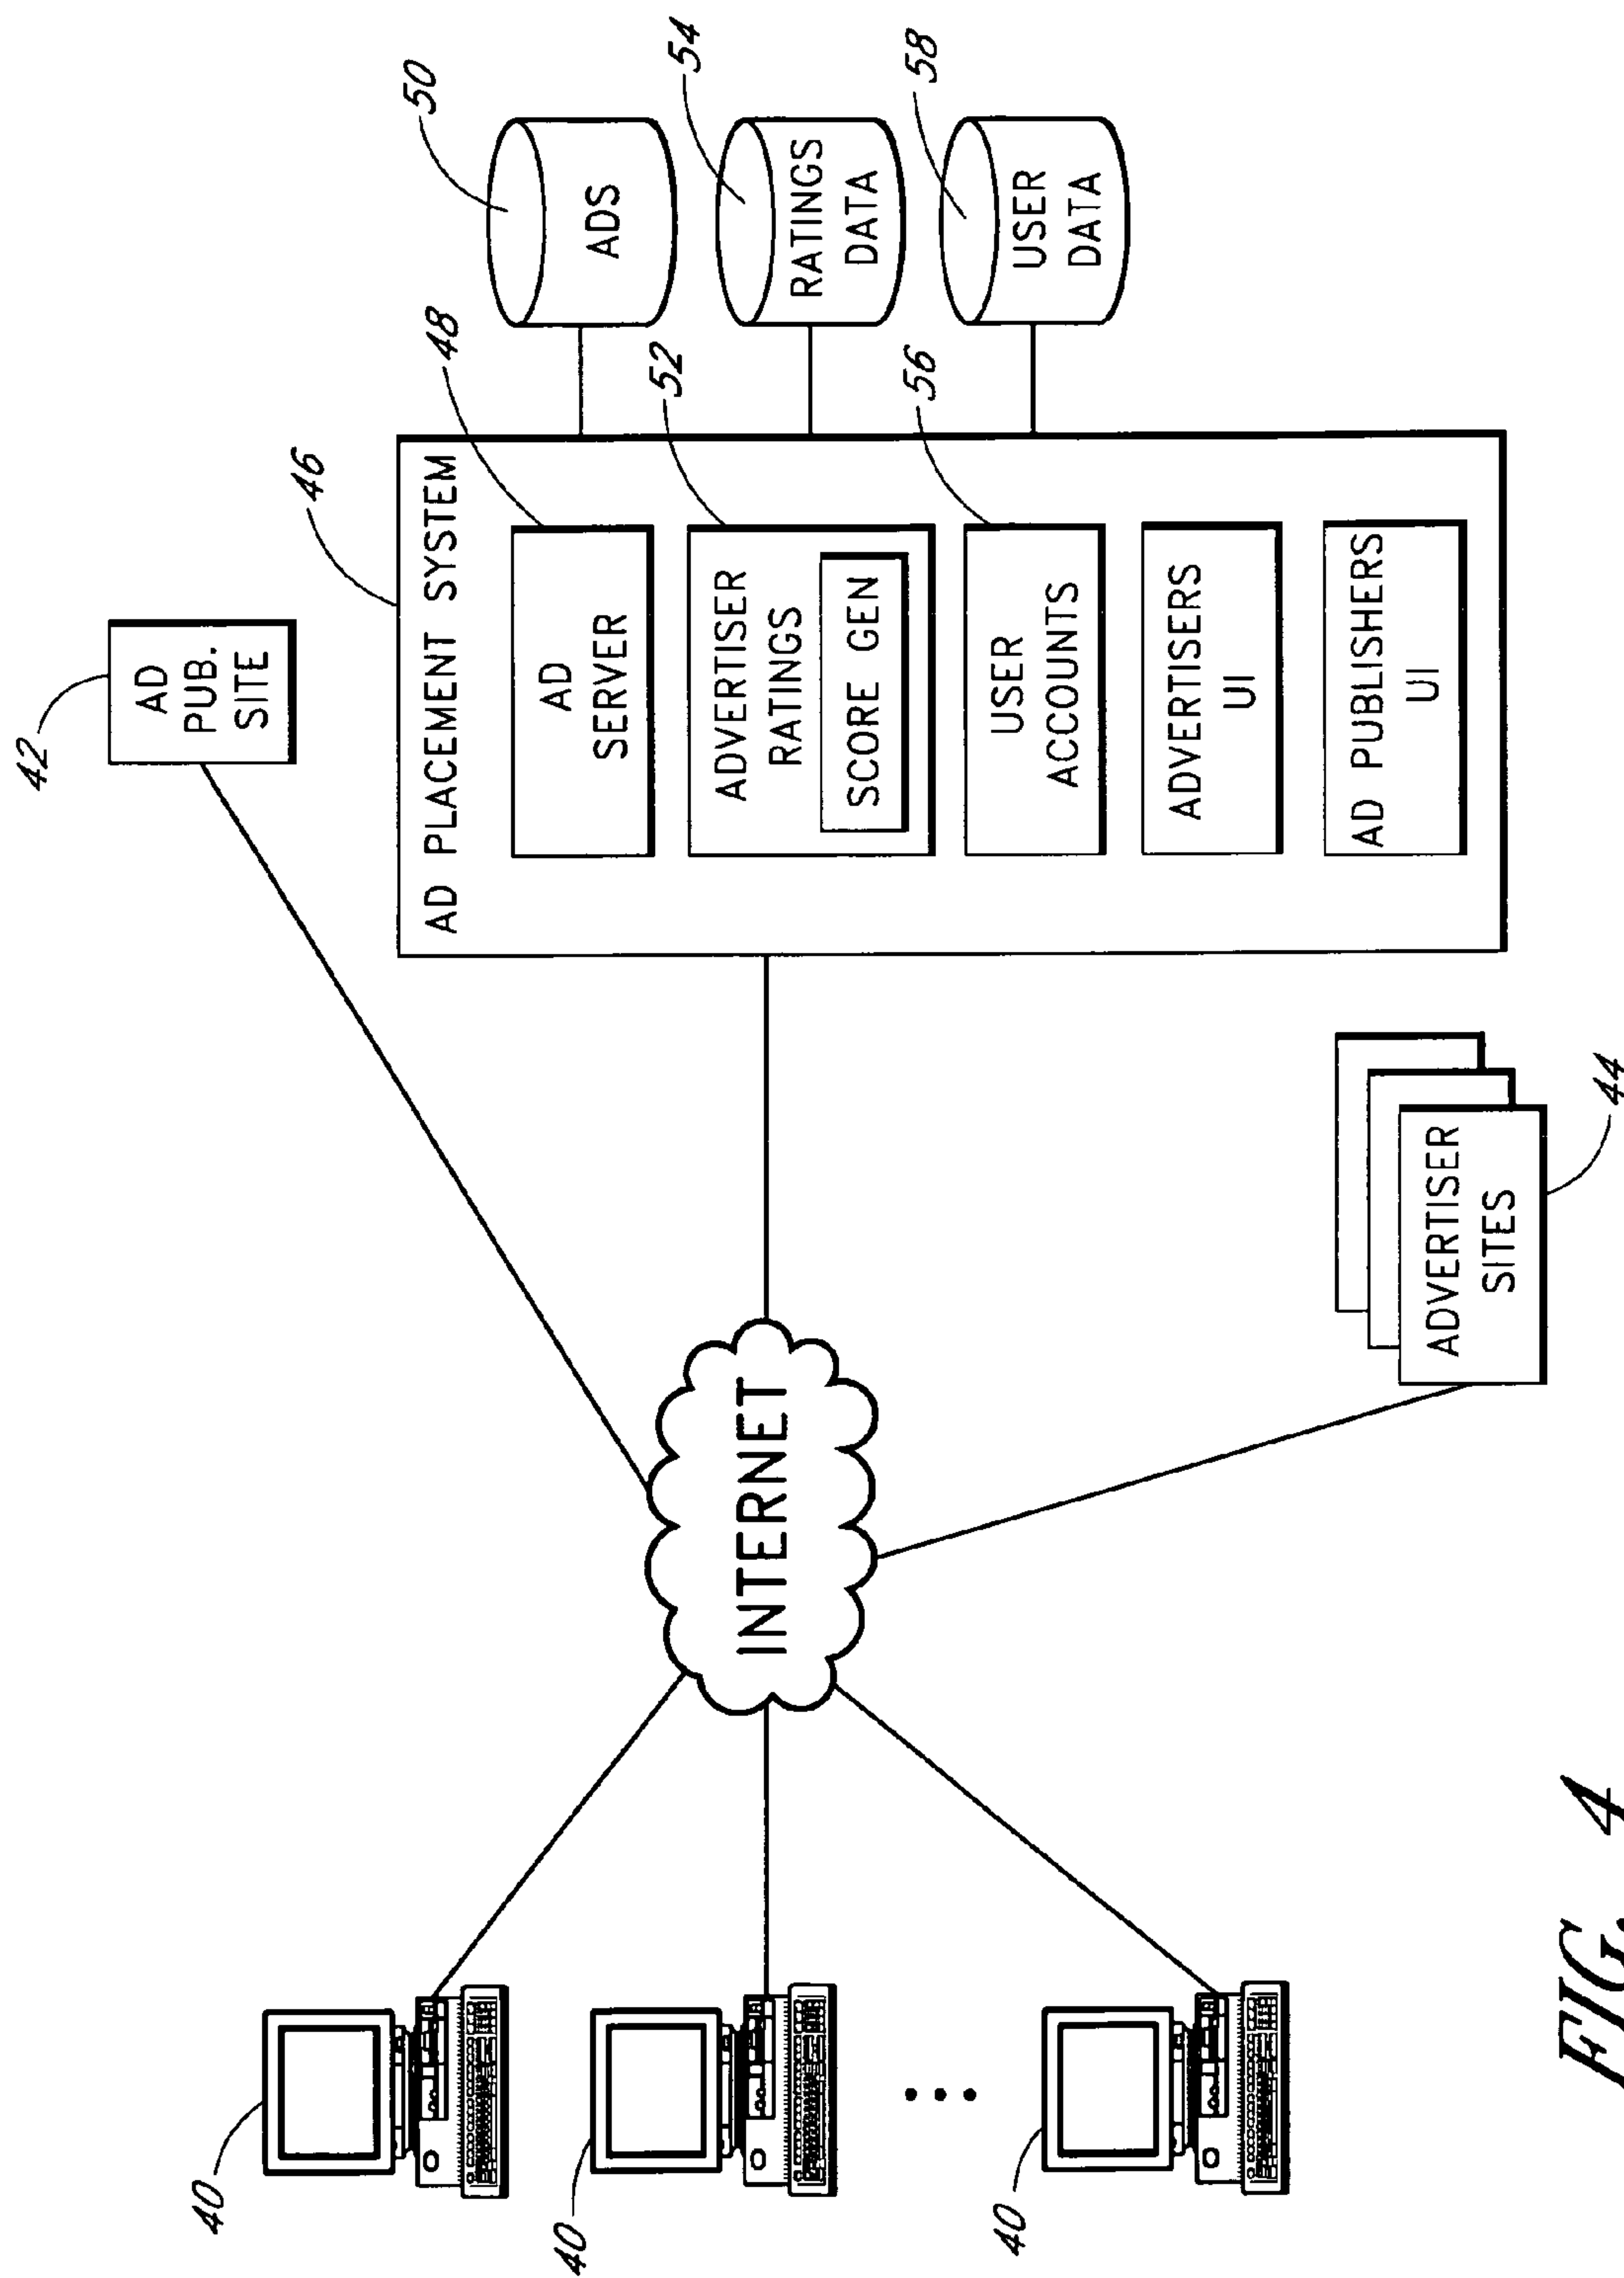 42
AD
PUB.
SITE
46
AD PLACEMENT SYSTEM
48
AD
SERVER
52
ADVERTISER
RATINGS
SCORE GEN
56
USER
ACCOUNTS
ADVERTISERS
UI
AD PUBLISHERS
UI
50
ADS
54
RATINGS
DATA
58
USER
DATA
INTERNET
ADVERTISER
SITES
44
40
40
40
FIG. 4